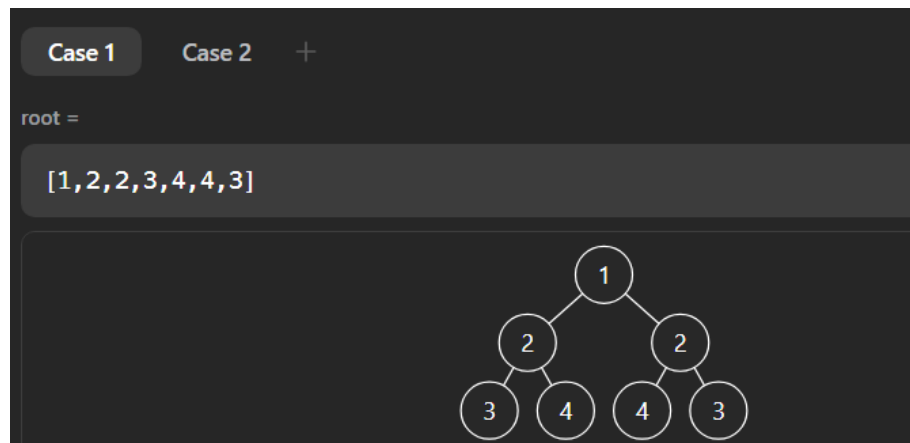 Case 1 Case 2 +
root =
[1,2,2,3,4,4,3]
1
2 2
3 4 4 3